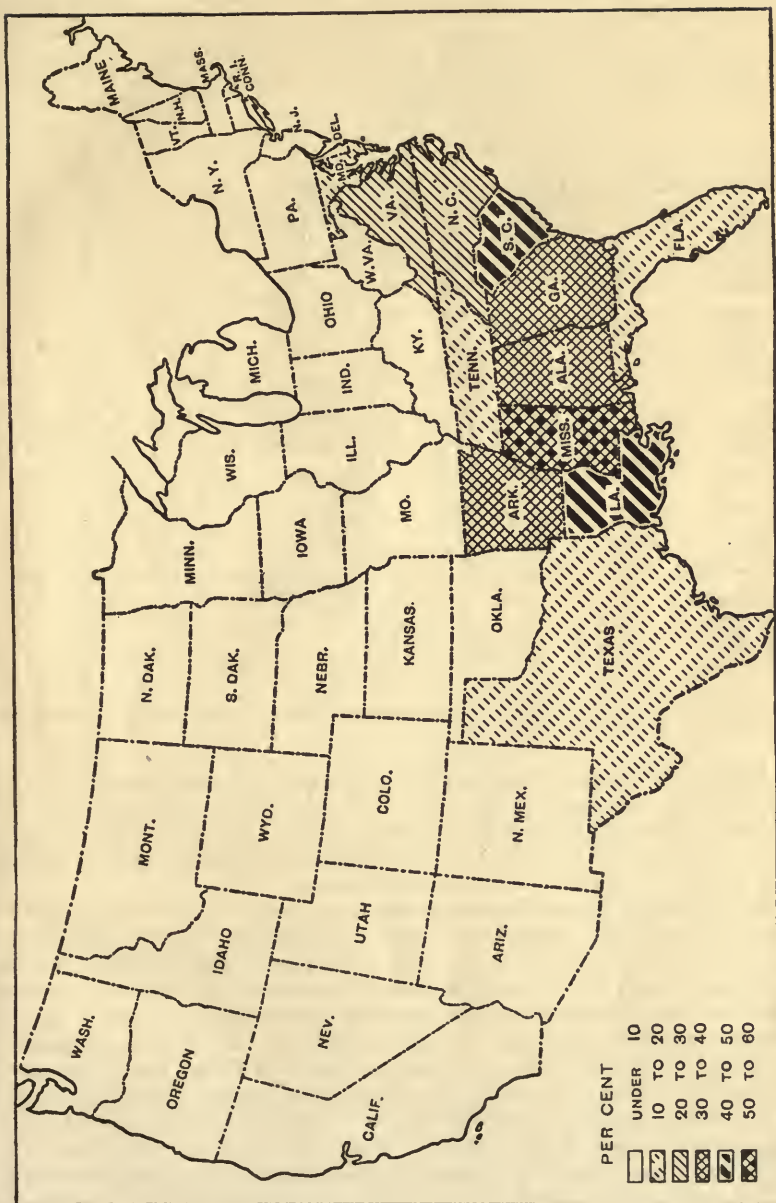 WASH.
OREGON
CALIF.
NEV.
IDAHO
MONT.
WYO.
UTAH
COLO.
ARIZ.
N. MEX.
N. DAK.
S. DAK.
NEBR.
KANSAS.
OKLA.
TEXAS
MINN.
IOWA
MO.
ARK.
LA.
WIS.
ILL.
MICH.
IND.
OHIO
KY.
TENN.
MISS.
ALA.
GA.
FLA.
S. C.
N. C.
VA.
W. VA.
MD.
DEL.
PA.
N. J.
N. Y.
CONN.
R. I.
MASS.
VT.
N.H.
MAINE
PER CENT
UNDER 10
10 TO 20
20 TO 30
30 TO 40
40 TO 50
50 TO 60